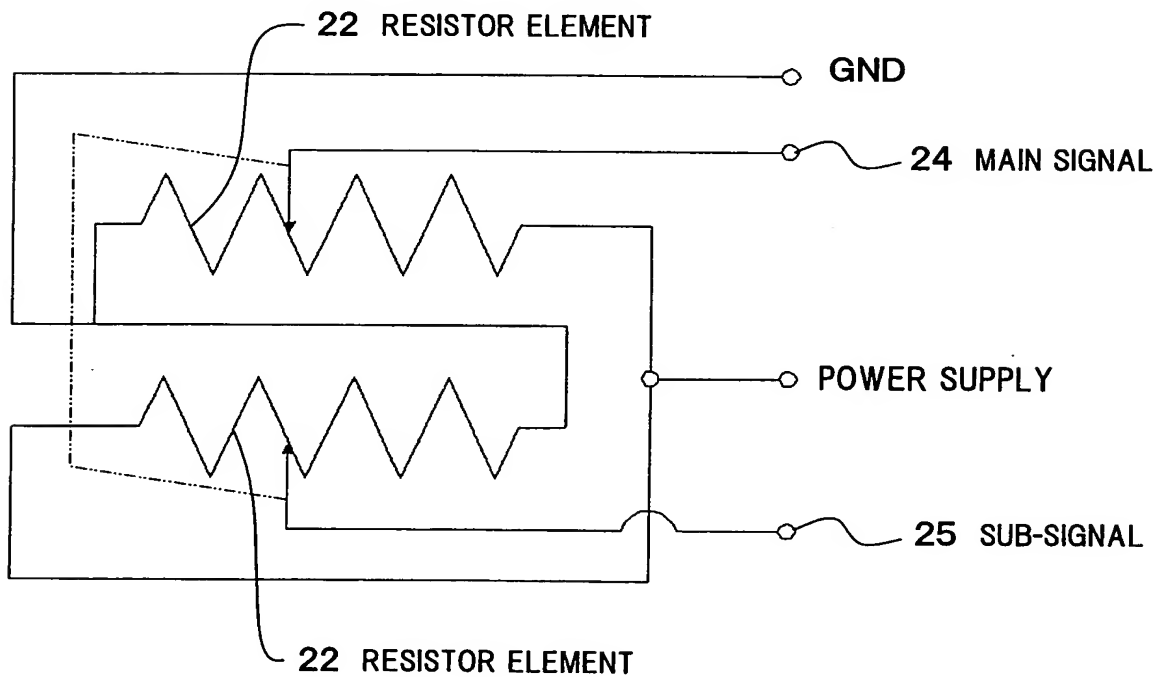 22 RESISTOR ELEMENT
GND
24 MAIN SIGNAL
POWER SUPPLY
25 SUB-SIGNAL
22 RESISTOR ELEMENT